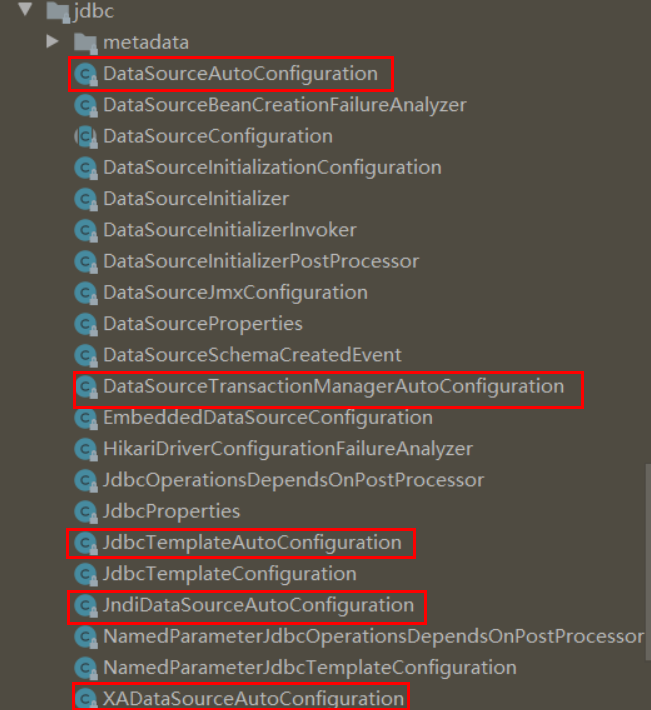 jdbc
metadata
DataSourceAutoConfiguration
DataSourceBeanCreationFailureAnalyzer
DataSourceConfiguration
DataSourceInitializationConfiguration
DataSourceInitializer
DataSourceInitializerInvoker
DataSourceInitializerPostProcessor
DataSourceJmxConfiguration
DataSourceProperties
DataSourceSchemaCreatedEvent
DataSourceTransactionManagerAutoConfiguration
EmbeddedDataSourceConfiguration
HikariDriverConfigurationFailureAnalyzer
JdbcOperationsDependsOnPostProcessor
JdbcProperties
JdbcTemplateAutoConfiguration
JdbcTemplateConfiguration
JndiDataSourceAutoConfiguration
NamedParameterJdbcOperationsDependsOnPostProcessor
NamedParameterJdbcTemplateConfiguration
XADataSourceAutoConfiguration